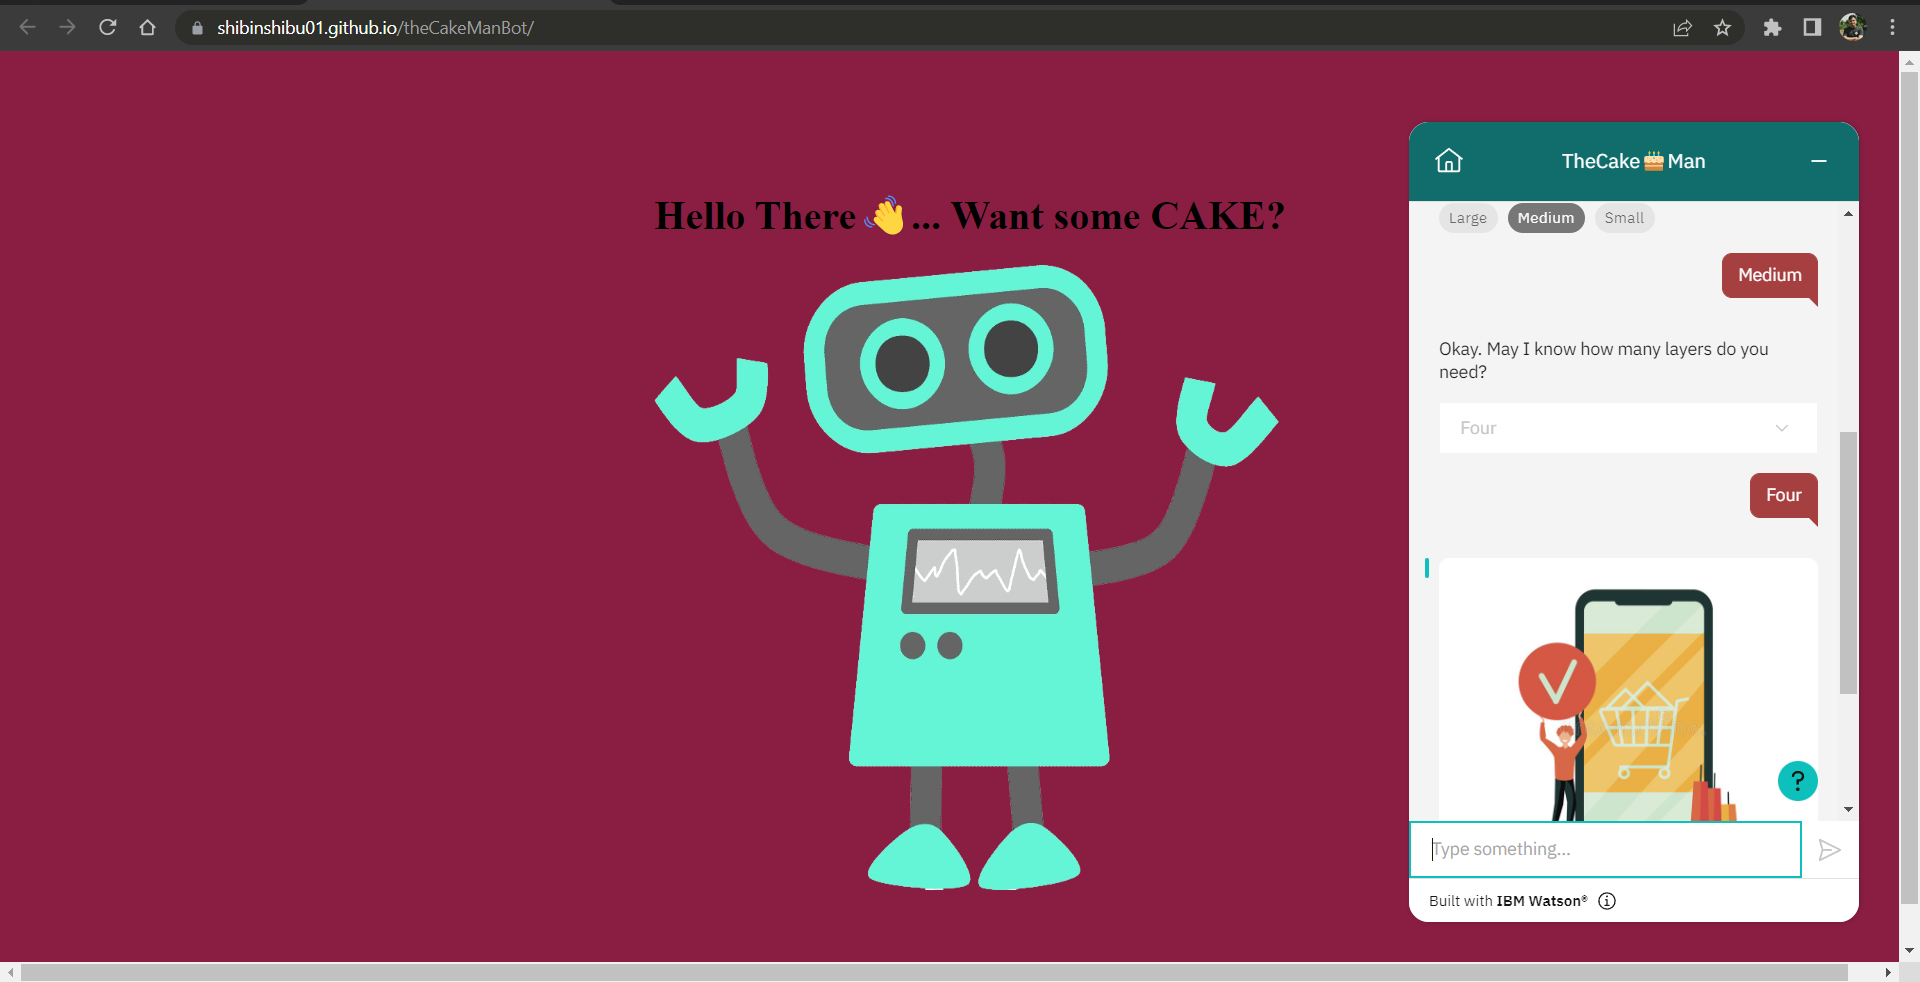 shibinshibu01.github.io/theCakeManBot/
Hello There 👋... Want some CAKE?
TheCake🎂Man
Large Medium Small
Medium
Okay. May I know how many layers do you
need?
Four
Four
?
Type something...
Built with IBM Watson®